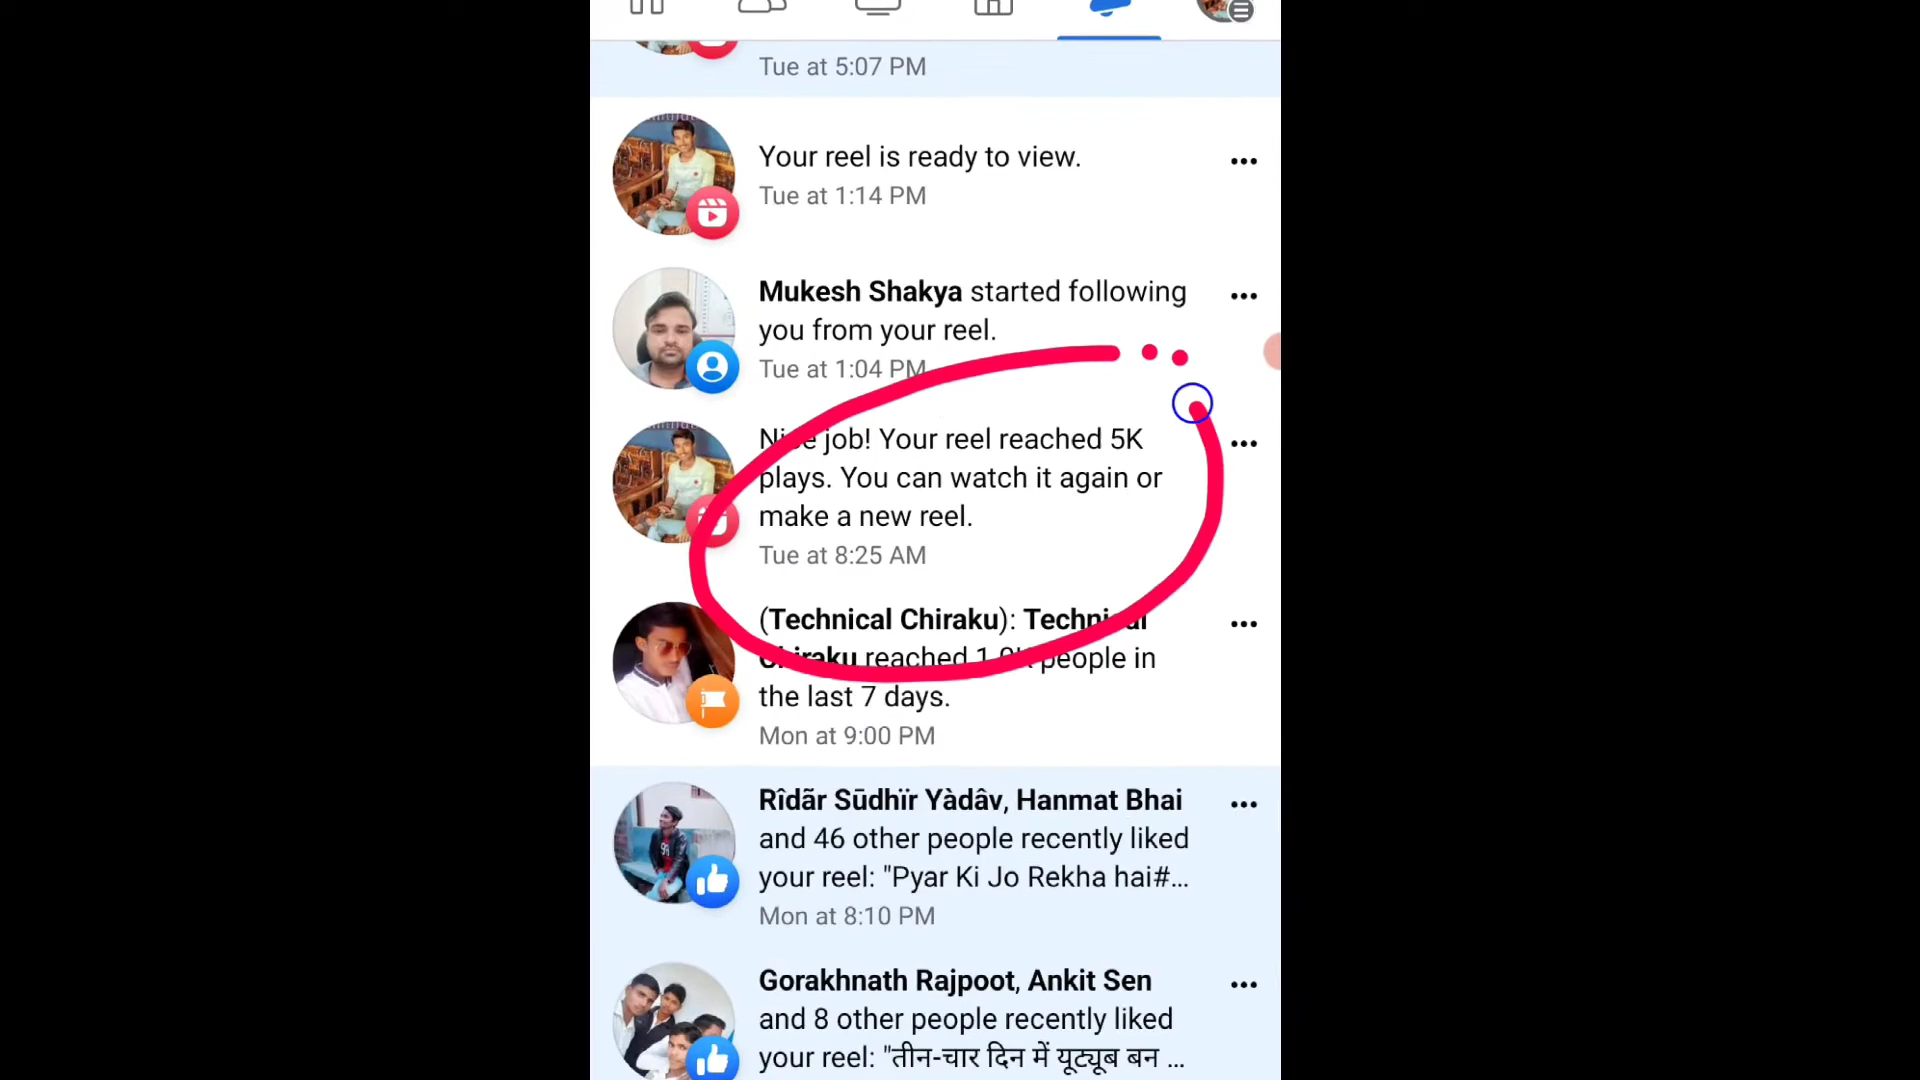 Tue at 5:07 PM
Your reel is ready to view.
Tue at 1:14 PM
Mukesh Shakya started following
you from your reel.
Tue at 1:04 PM
Nice job! Your reel reached 5K
plays. You can watch it again or
make a new reel.
Tue at 8:25 AM
(Technical Chiraku): Technical
Chiraku reached people in
the last 7 days.
Mon at 9:00 PM
Rîdãr Sūdhïr Yàdâv, Hanmat Bhai
and 46 other people recently liked
your reel: "Pyar Ki Jo Rekha hai#...
Mon at 8:10 PM
Gorakhnath Rajpoot, Ankit Sen
and 8 other people recently liked
your reel: "तीन-चार दिन में यूट्यूब बन ...